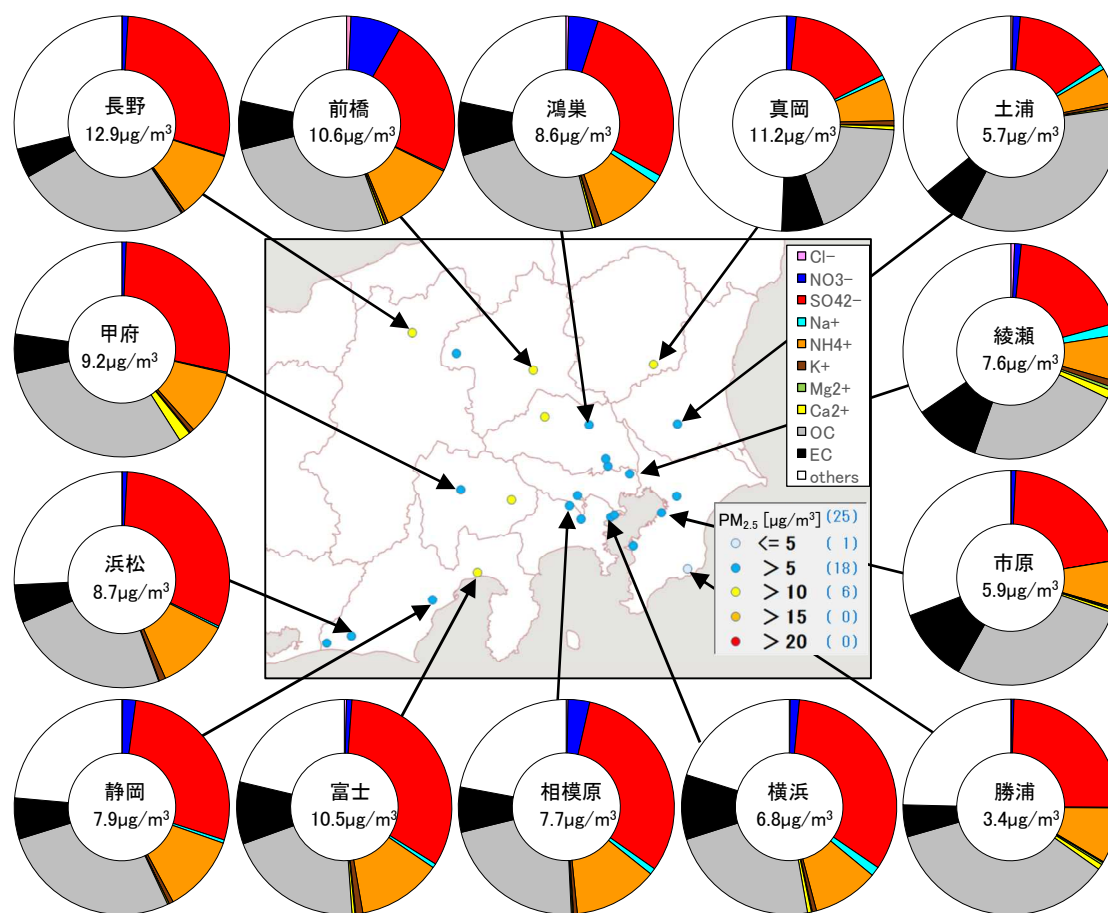 長野
12.9μg/m³
前橋
10.6μg/m³
鴻巣
8.6μg/m³
真岡
11.2μg/m³
土浦
5.7μg/m³
甲府
9.2μg/m³
Cl−
NO3−
SO42−
Na+
NH4+
K+
Mg2+
Ca2+
OC
EC
others
綾瀬
7.6μg/m³
浜松
8.7μg/m³
PM2.5 [μg/m³] (25)
<= 5 ( 1)
> 5 (18)
> 10 ( 6)
> 15 ( 0)
> 20 ( 0)
市原
5.9μg/m³
静岡
7.9μg/m³
富士
10.5μg/m³
相模原
7.7μg/m³
横浜
6.8μg/m³
勝浦
3.4μg/m³